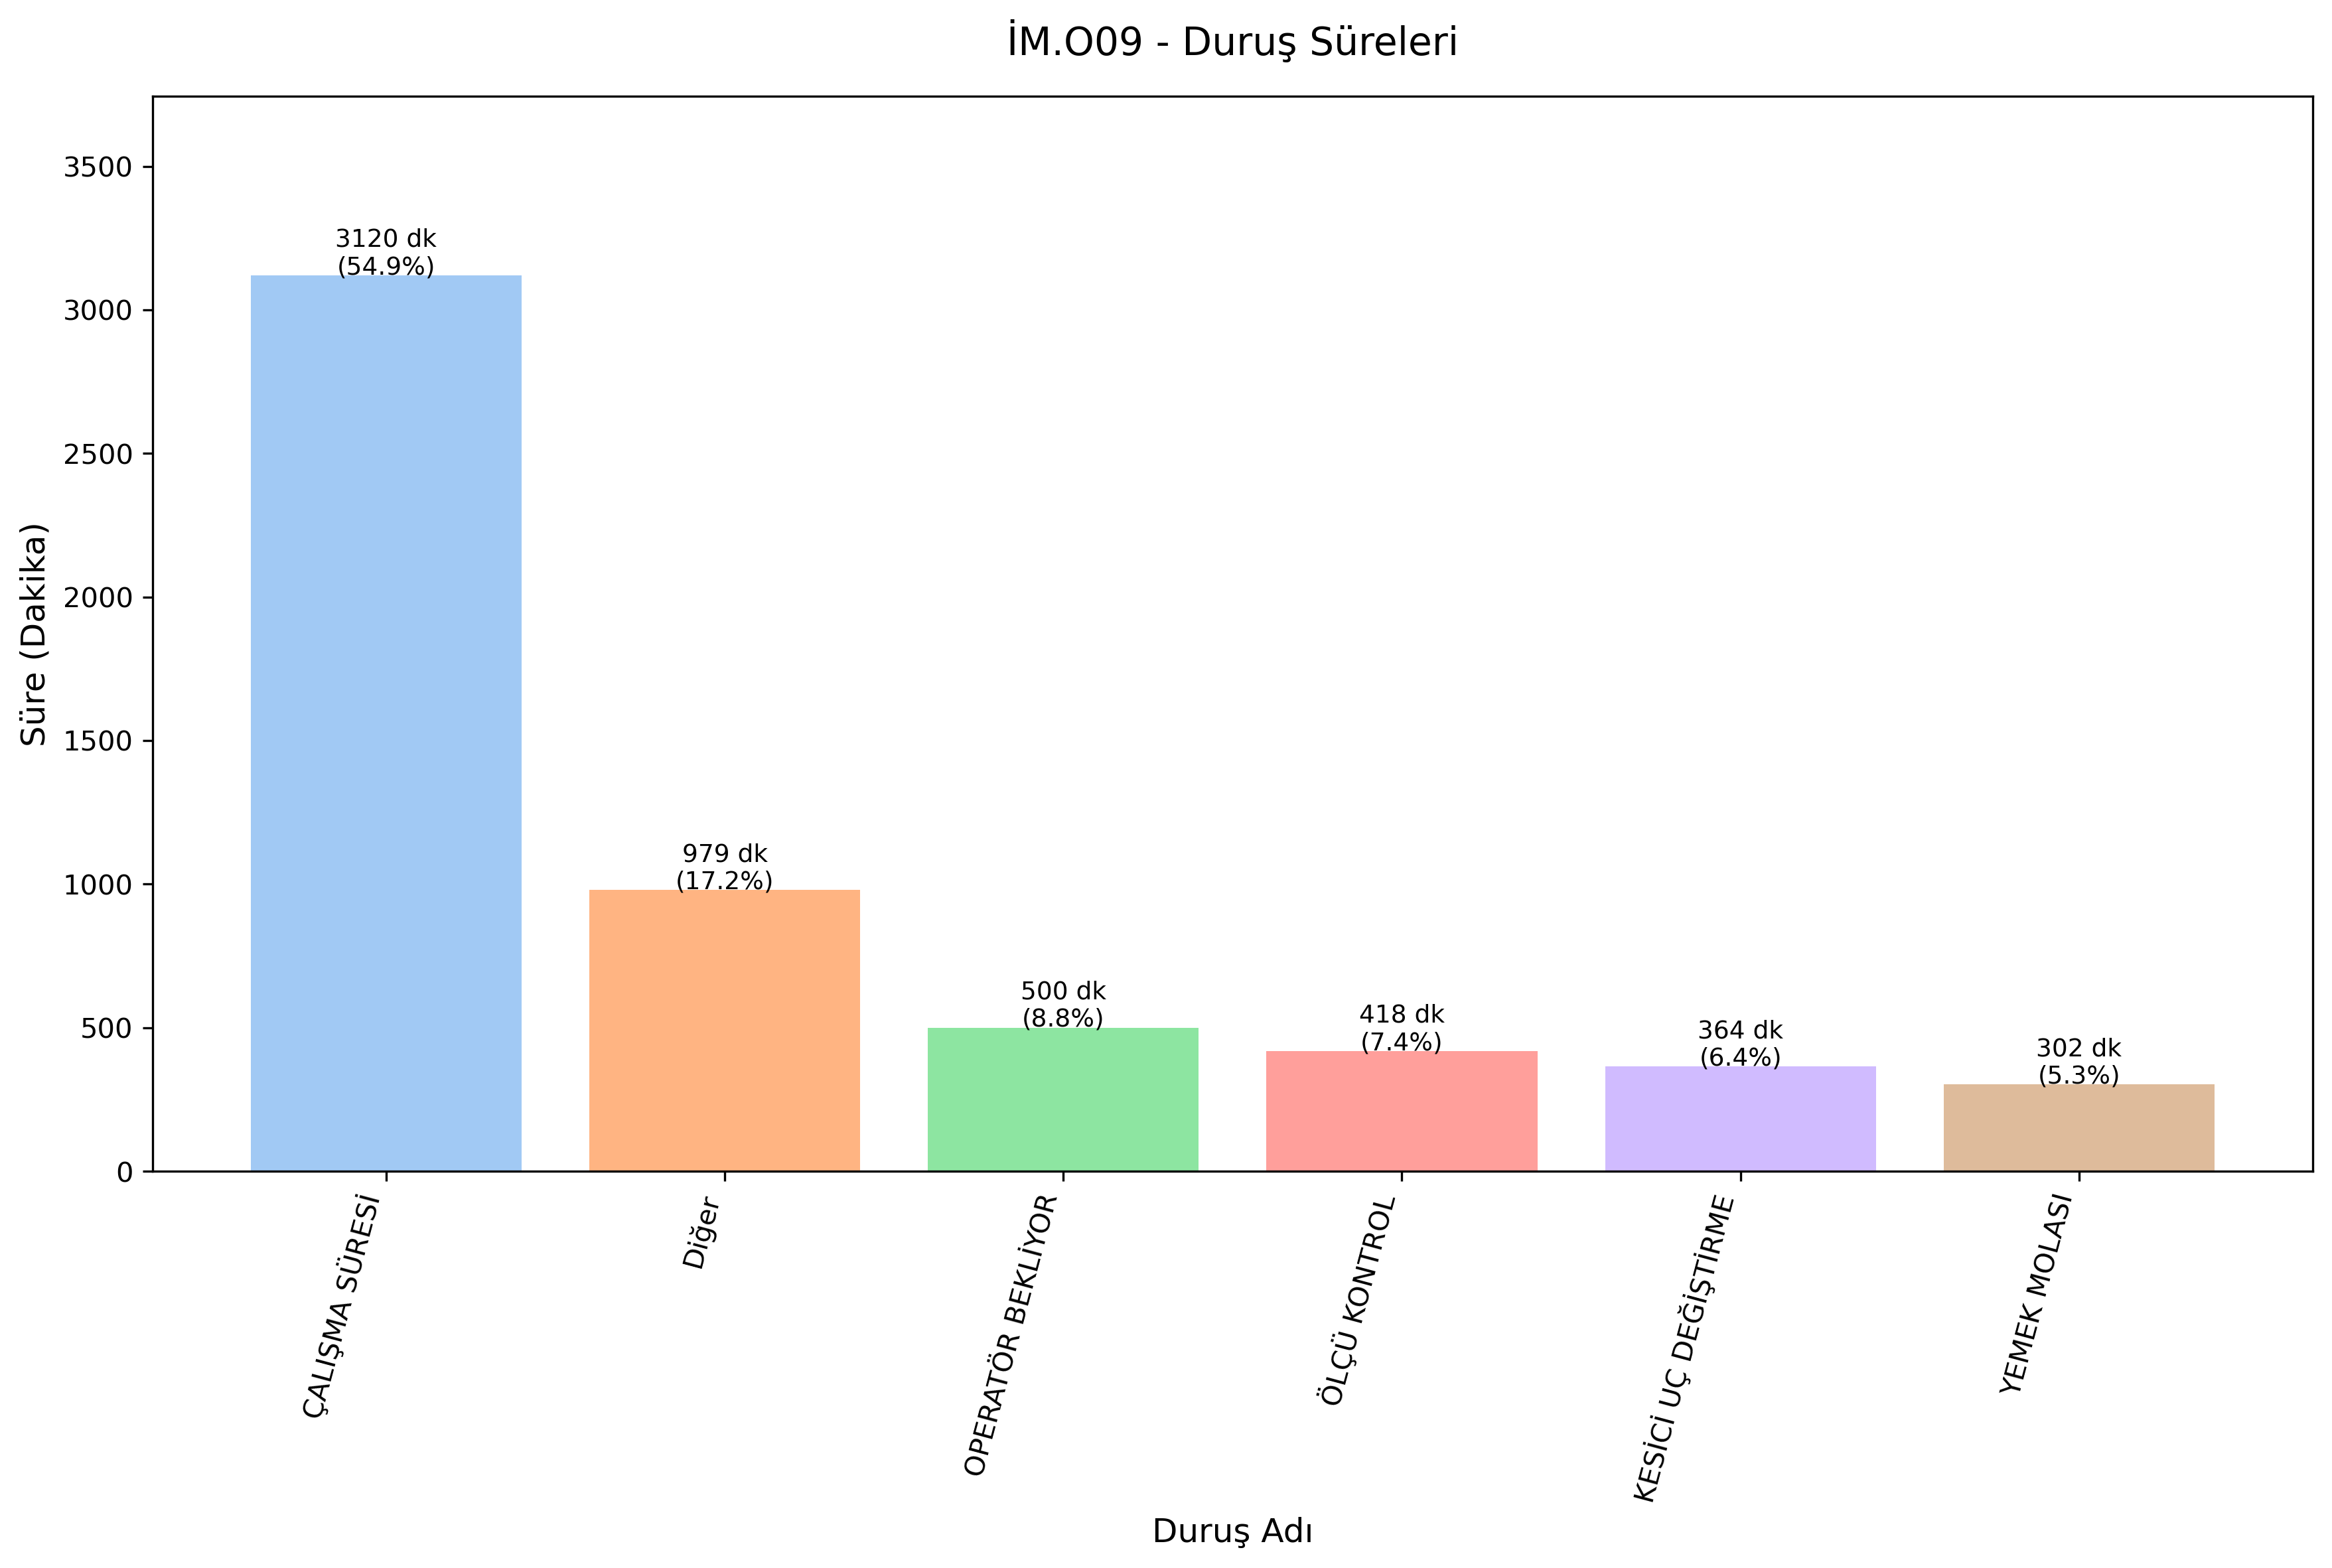 İM.O09 - Duruş Süreleri
Süre (Dakika)
3500
3000
2500
2000
1500
1000
500
0
3120 dk
(54.9%)
979 dk
(17.2%)
500 dk
(8.8%)
418 dk
(7.4%)
364 dk
(6.4%)
302 dk
(5.3%)
ÇALIŞMA SÜRESİ
Diğer
OPERATÖR BEKLİYOR
ÖLÇÜ KONTROL
KESİCİ UÇ DEĞİŞTİRME
YEMEK MOLASI
Duruş Adı